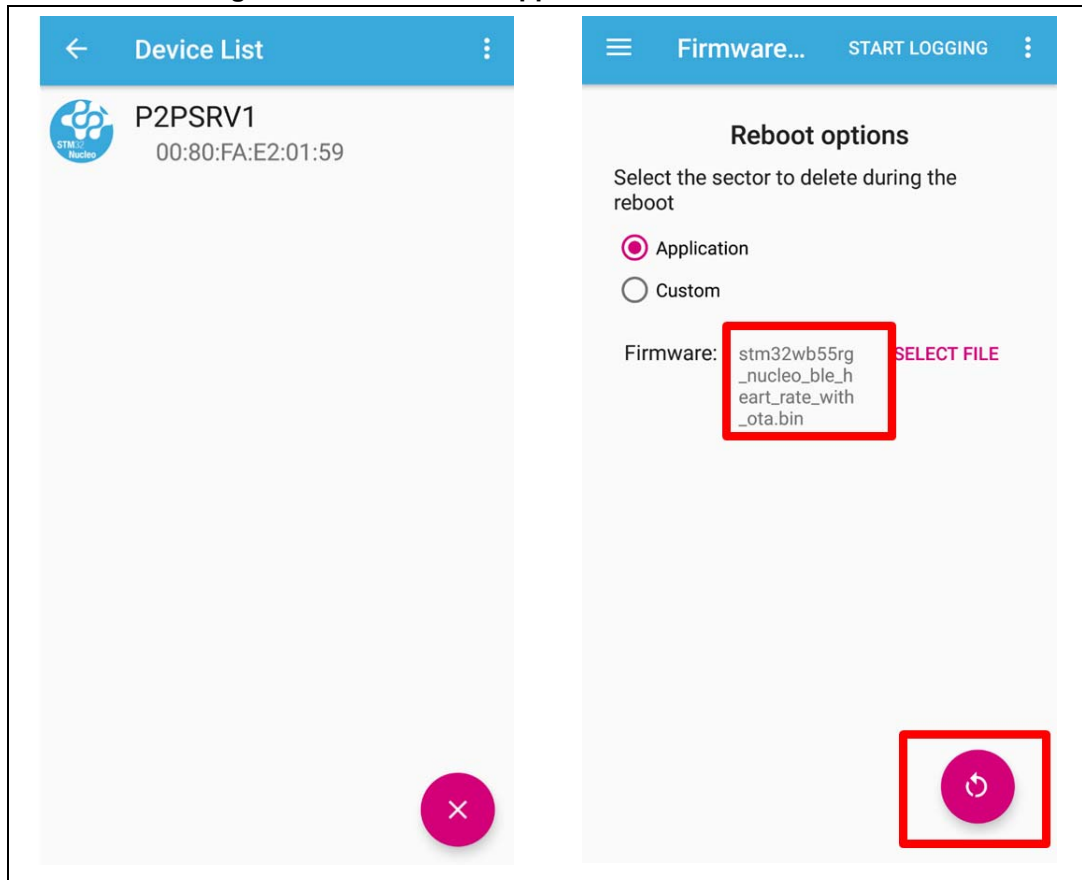 Device List
STM32
Nucleo
P2PSRV1
00:80:FA:E2:01:59
Firmware... START LOGGING
Reboot options
Select the sector to delete during the
reboot
Application
Custom
Firmware:
stm32wb55rg
_nucleo_ble_h
eart_rate_with
_ota.bin
SELECT FILE